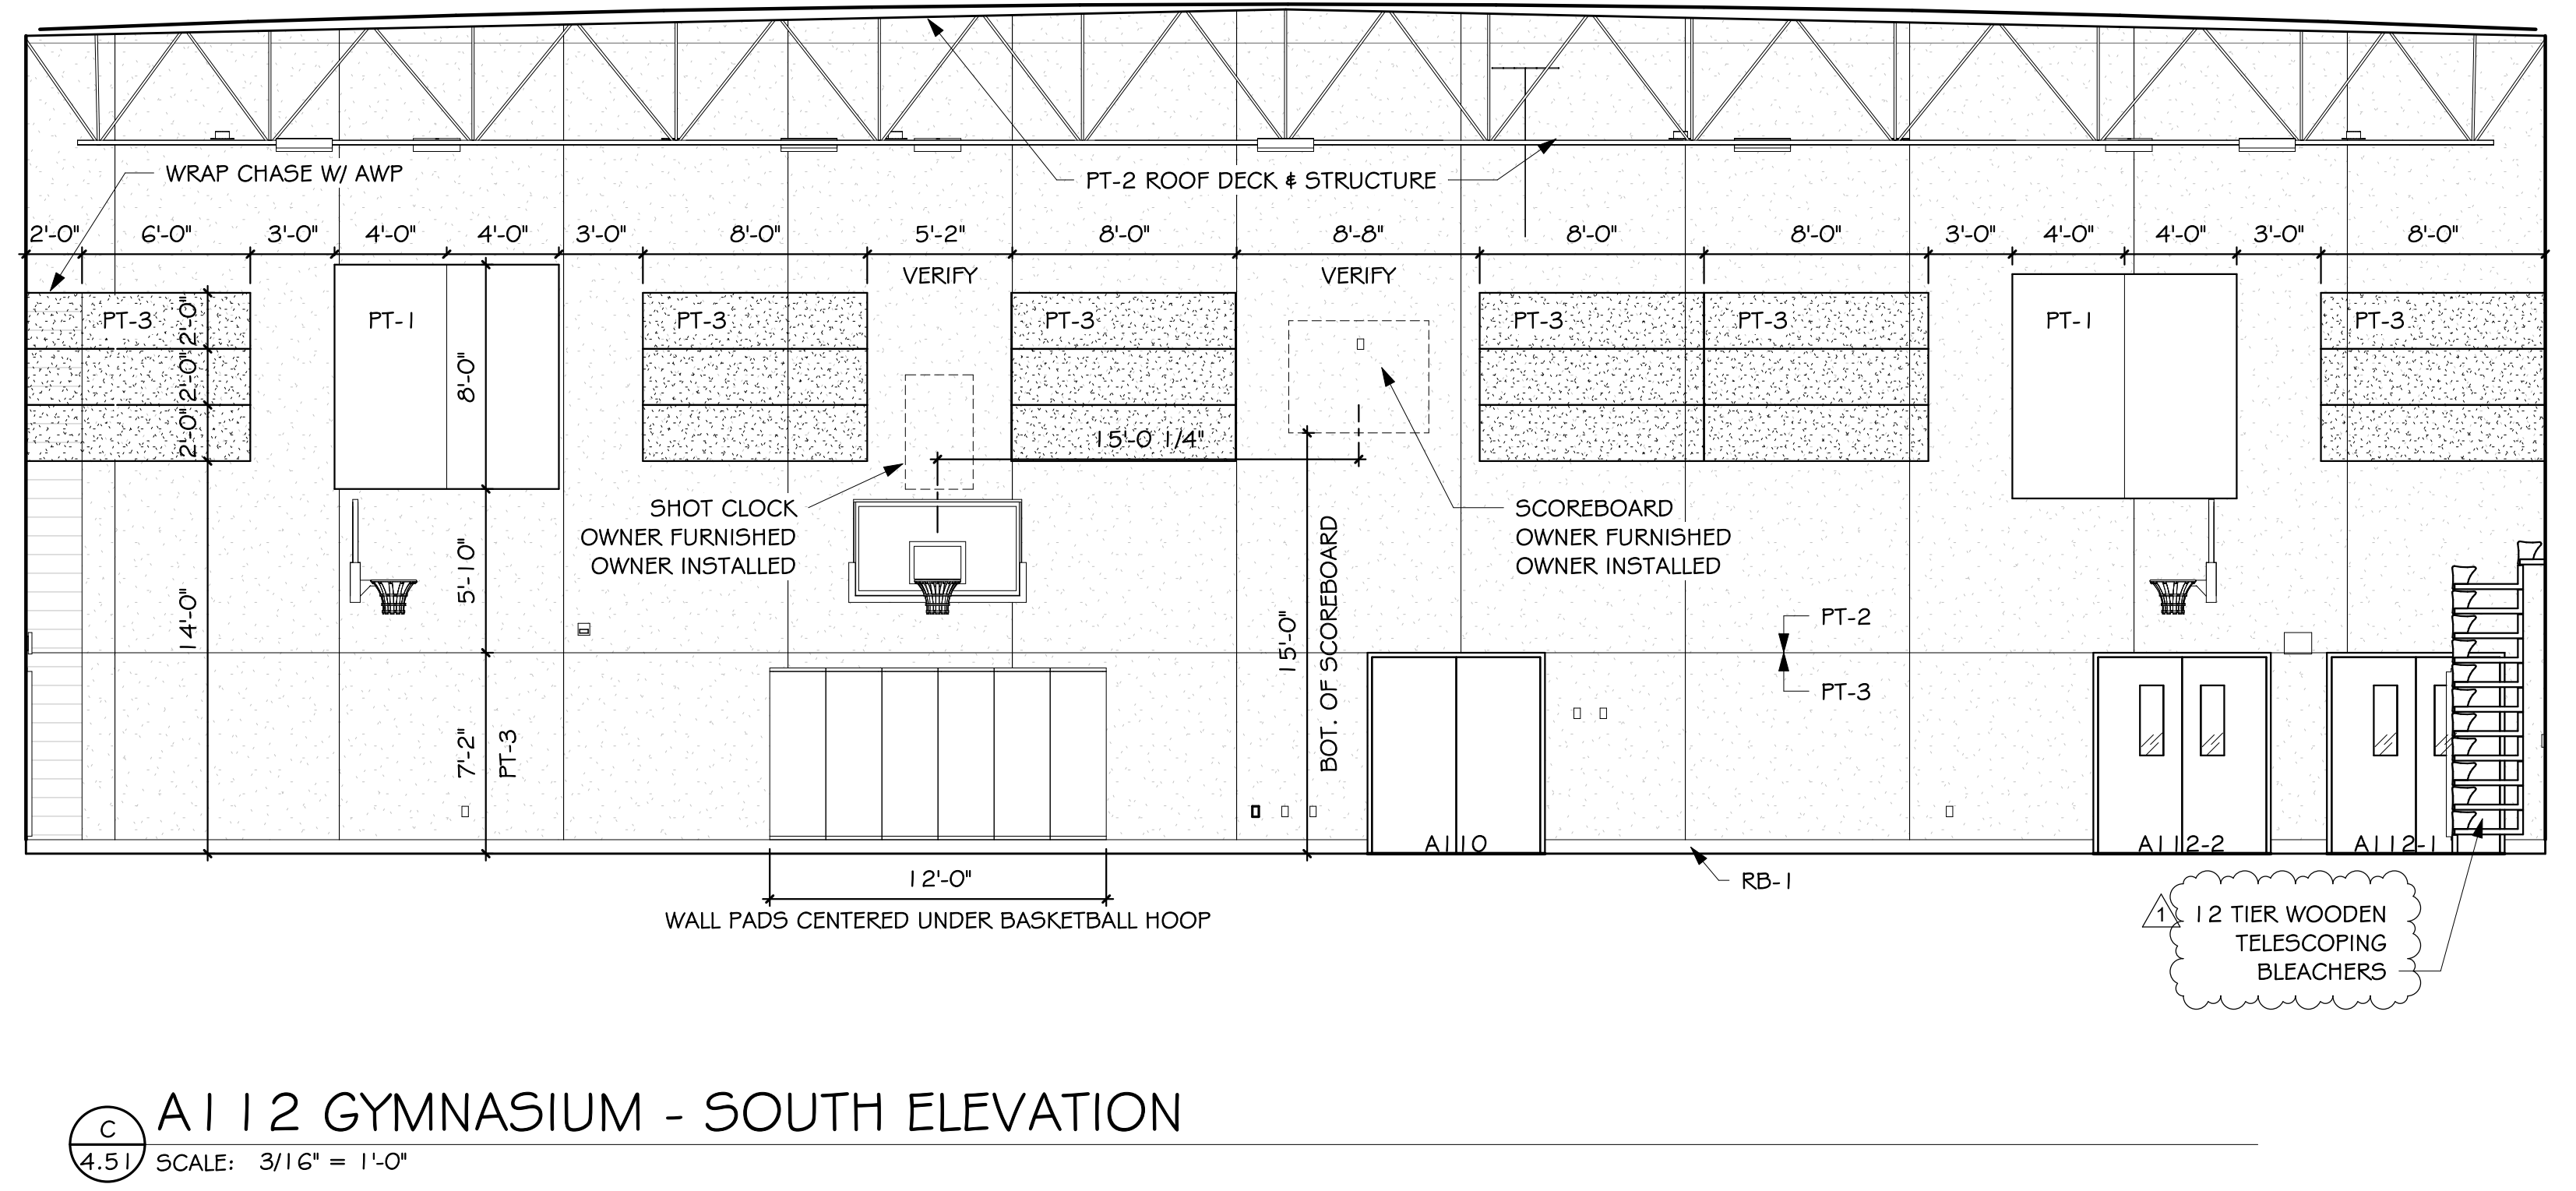 WRAP CHASE W/ AWP
PT-2 ROOF DECK & STRUCTURE
2'-0" 6'-0" 3'-0" 4'-0" 4'-0" 3'-0" 8'-0" 5'-2" 8'-0" 8'-8" 8'-0" 8'-0" 3'-0" 4'-0" 4'-0" 3'-0" 8'-0"
VERIFY VERIFY
PT-3 PT-1 PT-3 PT-3 PT-3 PT-3 PT-1 PT-3
2'-0"
2'-0"
2'-0"
8'-0"
15'-0 1/4"
SHOT CLOCK
OWNER FURNISHED
OWNER INSTALLED
SCOREBOARD
OWNER FURNISHED
OWNER INSTALLED
14'-0"
5'-10"
15'-0"
BOT. OF SCOREBOARD
PT-2
PT-3
7'-2"
PT-3
A110 A112-2 A112-1
12'-0"
WALL PADS CENTERED UNDER BASKETBALL HOOP
RB-1
1
12 TIER WOODEN
TELESCOPING
BLEACHERS
C
4.51
A112 GYMNASIUM - SOUTH ELEVATION
SCALE: 3/16" = 1'-0"